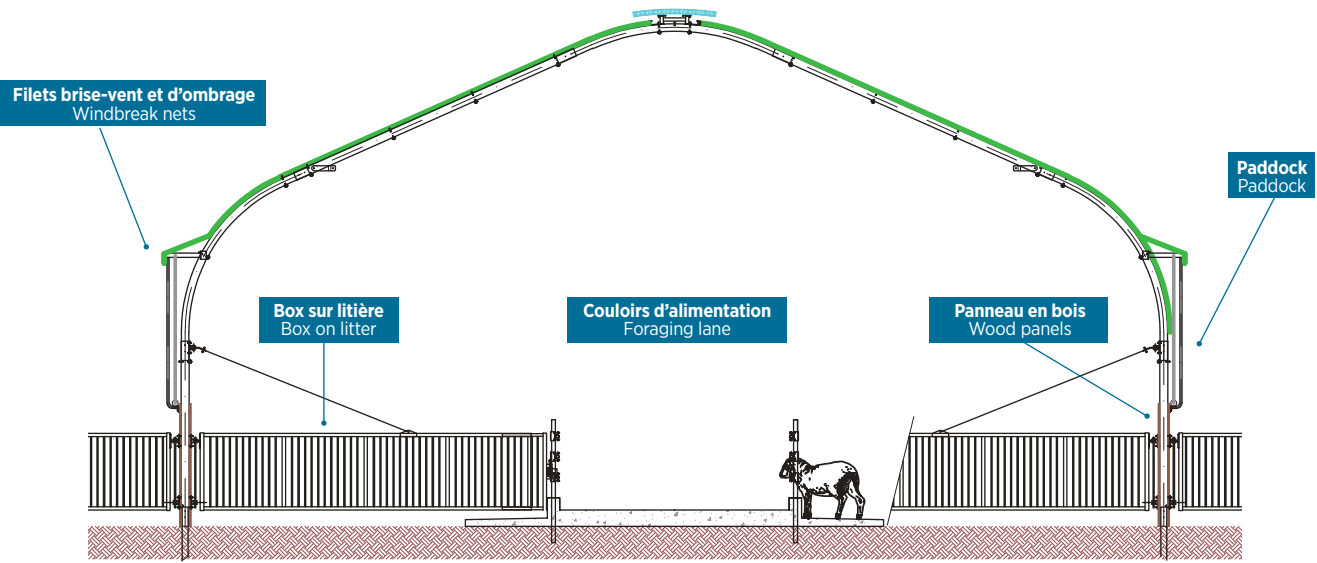 Filets brise-vent et d'ombrage
Windbreak nets
Paddock
Paddock
Box sur litière
Box on litter
Couloirs d'alimentation
Foraging lane
Panneau en bois
Wood panels